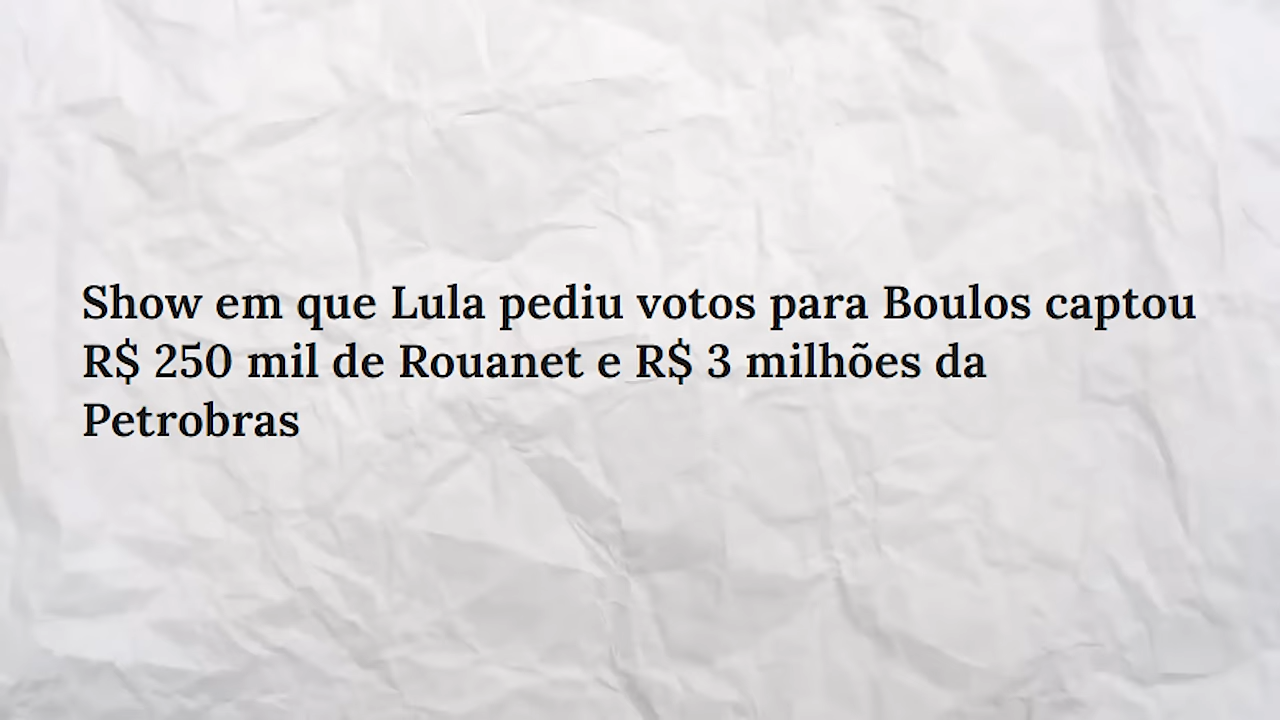 Show em que Lula pediu votos para Boulos captou
R$ 250 mil de Rouanet e R$ 3 milhões da
Petrobras